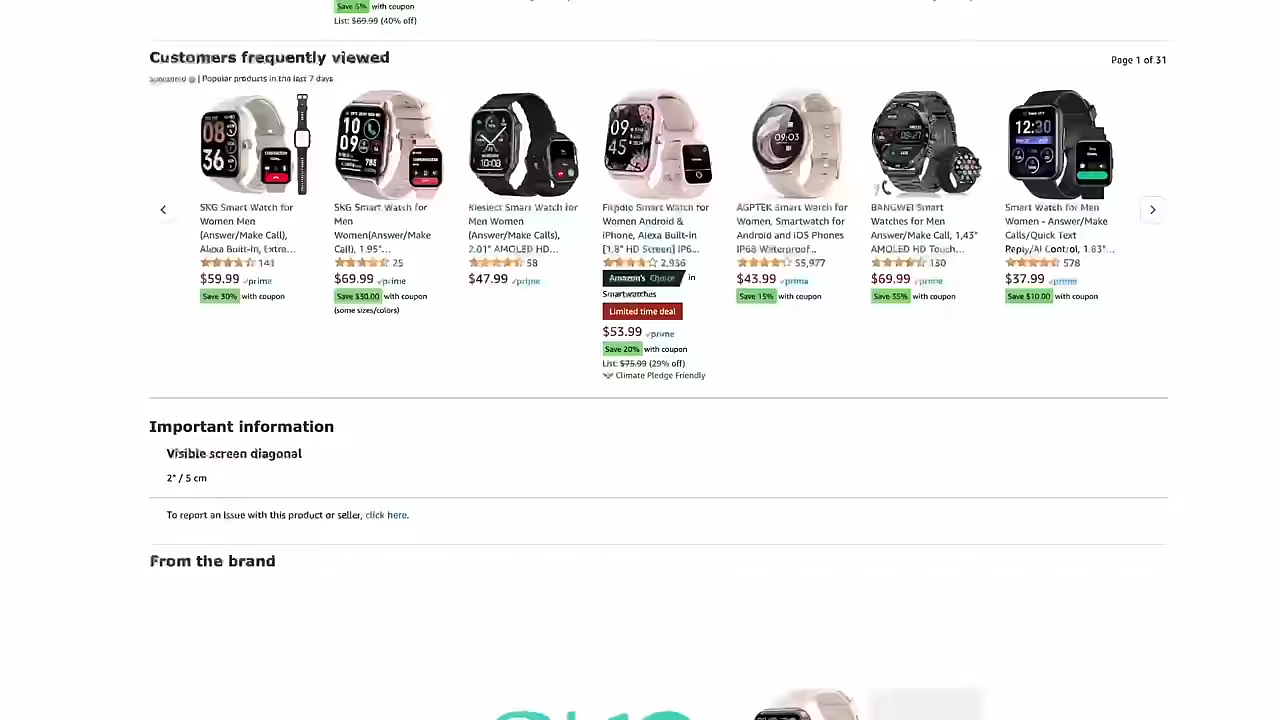 Save 5% with coupon
List: $69.99 (40% off)
Customers frequently viewed
Page 1 of 31
Sponsored | Popular products in the last 7 days
SKG Smart Watch for
Women Men
(Answer/Make Call),
Alexa Built-in, Extra...
141
$59.99 prime
Save 30% with coupon
SKG Smart Watch for
Men
Women(Answer/Make
Call), 1.95"...
25
$69.99 prime
Save $30.00 with coupon
(some sizes/colors)
Smart Watch for
Men Women
(Answer/Make Calls),
2.01" AMOLED HD...
58
$47.99 prime
Smart Watch for
Women Android &
iPhone, Alexa Built-in
[1.8" HD Screen] IP6...
2,936
Amazon's Choice in
Smartwatches
Limited time deal
$53.99 prime
Save 20% with coupon
List: $75.99 (29% off)
Climate Pledge Friendly
AGPTEK Smart Watch for
Women, Smartwatch for
Android and iOS Phones
IP68 Waterproof...
55,977
$43.99 prime
Save 15% with coupon
BANGWEI Smart
Watches for Men
Answer/Make Call, 1,43"
AMOLED HD Touch...
130
$69.99 prime
Save 35% with coupon
Smart Watch for Men
Women - Answer/Make
Calls/Quick Text
Reply/AI Control, 1.83"...
578
$37.99 prime
Save $10.00 with coupon
Important information
Visible screen diagonal
2" / 5 cm
To report an issue with this product or seller, click here.
From the brand